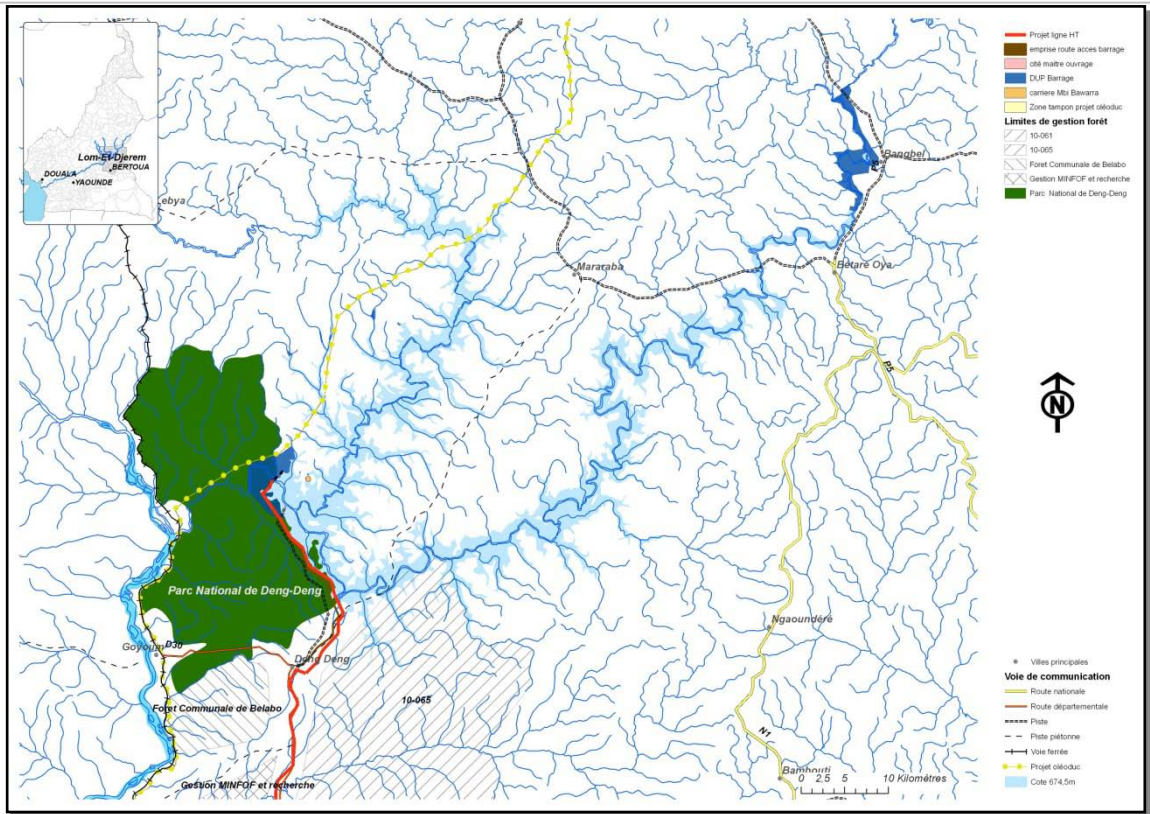 Lom-Et-Djerem
BERTOUA
DOUALA
YAOUNDE
ebya
Bangbel
P5
Mararaba
Betaré Oya
P5
Parc National de Deng-Deng
Goyoum
D30
Deng Deng
Ngaoundéré
Foret Communale de Belabo
10-065
N1
Gestion MINFOF et recherche
Bambouti
0 2,5 5 10 Kilomètres
Projet ligne HT
emprise route acces barrage
cité maitre ouvrage
DUP Barrage
carriere Mbi Bawarra
Zone tampon projet oléoduc
Limites de gestion forêt
10-061
10-065
Foret Communale de Belabo
Gestion MINFOF et recherche
Parc National de Deng-Deng
N
Villes principales
Voie de communication
Route nationale
Route départementale
Piste
Piste piétonne
Voie ferrée
Projet oléoduc
Cote 674,5m